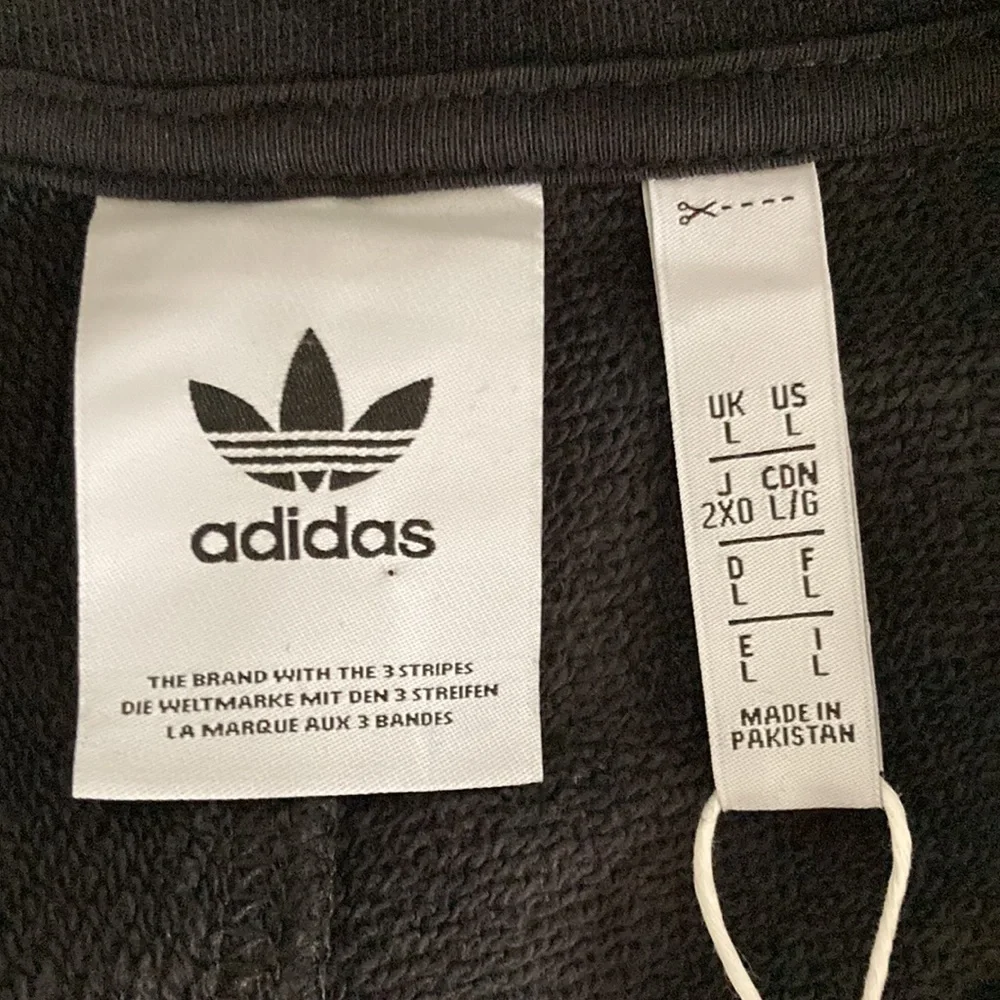 adidas
THE BRAND WITH THE 3 STRIPES
DIE WELTMARKE MIT DEN 3 STREIFEN
LA MARQUE AUX 3 BANDES
UK US
L L
J CDN
2XO L/G
D F
L L
E I
L L
MADE IN
PAKISTAN